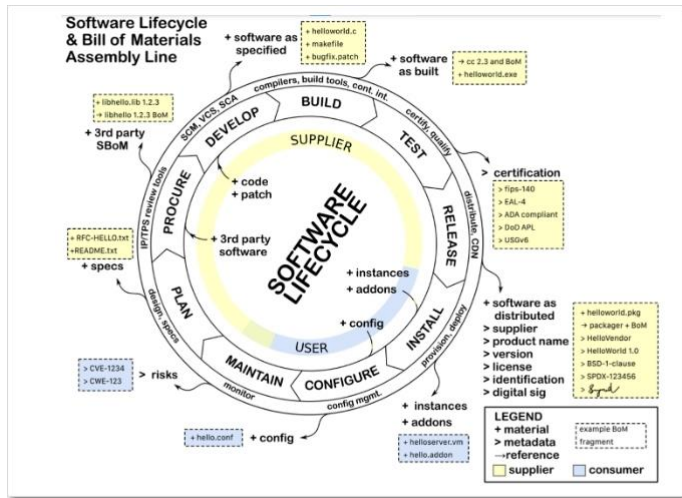 Software Lifecycle
& Bill of Materials
Assembly Line
+ software as
specified
+ helloworld.c
+ makefile
+ bugfix.patch
+ software
as built
→ cc 2.3 and BoM
+ helloworld.exe
+ libhello.lib 1.2.3
→ libhello 1.2.3 BoM
+ 3rd party
SBoM
SCM, VCS, SCA
compilers, build tools, cont. int.
certify, qualify
distribute, CDN
provision, deploy
config mgmt.
monitor
design, specs
IP/TPS review tools
DEVELOP
BUILD
TEST
RELEASE
INSTALL
CONFIGURE
MAINTAIN
PLAN
PROCURE
SUPPLIER
USER
SOFTWARE
LIFECYCLE
+ code
+ patch
+ 3rd party
software
+ instances
+ addons
+ config
> certification
> fips-140
> EAL-4
> ADA compliant
> DoD APL
> USGv6
+ RFC-HELLO.txt
+README.txt
+ specs
> CVE-1234
> CWE-123
> risks
+ hello.conf
+ config
+ instances
+ addons
+ helloserver.vm
+ hello.addon
+ software as
distributed
> supplier
> product name
> version
> license
> identification
> digital sig
+ helloworld.pkg
→ packager + BoM
> HelloVendor
> HelloWorld 1.0
> BSD-1-clause
> SPDX-123456
>
LEGEND
+ material
> metadata
→reference
example BoM
fragment
supplier
consumer